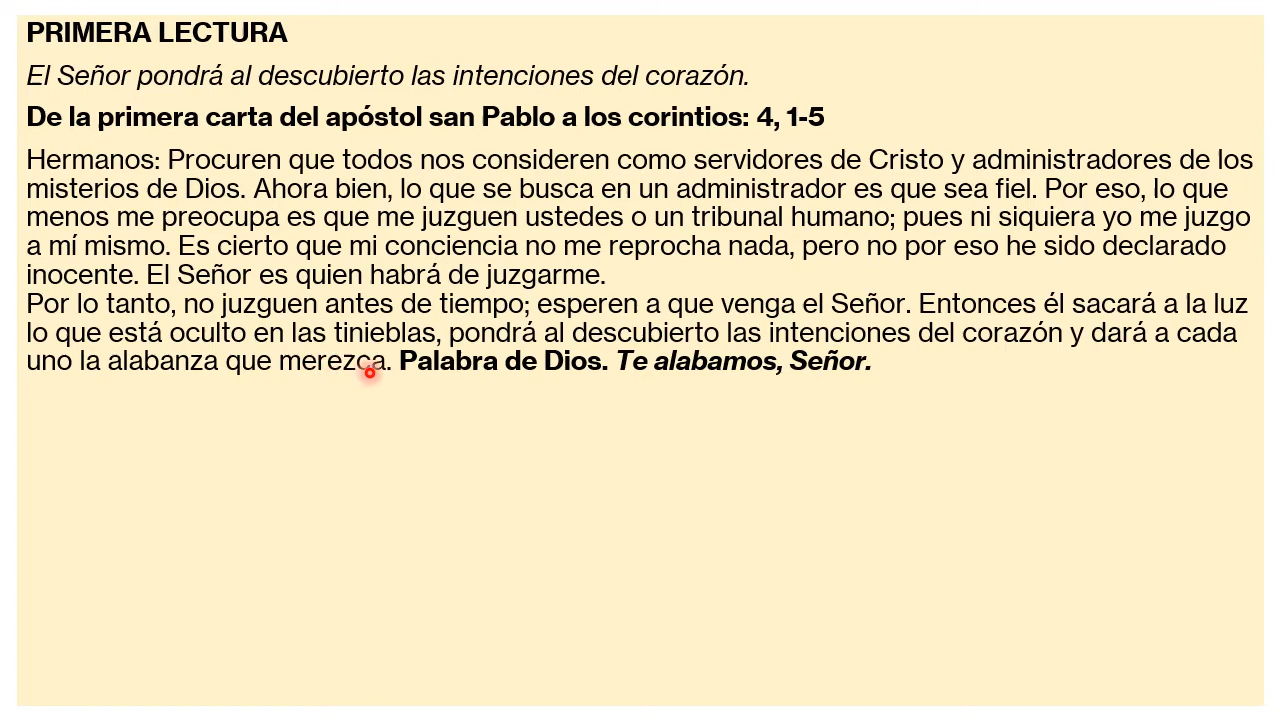 PRIMERA LECTURA
El Señor pondrá al descubierto las intenciones del corazón.
De la primera carta del apóstol san Pablo a los corintios: 4, 1-5
Hermanos: Procuren que todos nos consideren como servidores de Cristo y administradores de los
misterios de Dios. Ahora bien, lo que se busca en un administrador es que sea fiel. Por eso, lo que
menos me preocupa es que me juzguen ustedes o un tribunal humano; pues ni siquiera yo me juzgo
a mí mismo. Es cierto que mi conciencia no me reprocha nada, pero no por eso he sido declarado
inocente. El Señor es quien habrá de juzgarme.
Por lo tanto, no juzguen antes de tiempo; esperen a que venga el Señor. Entonces él sacará a la luz
lo que está oculto en las tinieblas, pondrá al descubierto las intenciones del corazón y dará a cada
uno la alabanza que merezca. Palabra de Dios. Te alabamos, Señor.